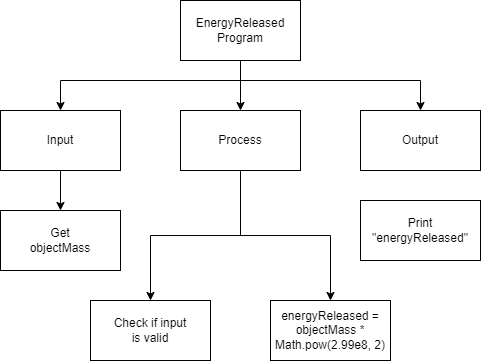 EnergyReleased
Program
Input
Process
Output
Get
objectMass
Print
"energyReleased"
Check if input
is valid
energyReleased =
objectMass *
Math.pow(2.99e8, 2)